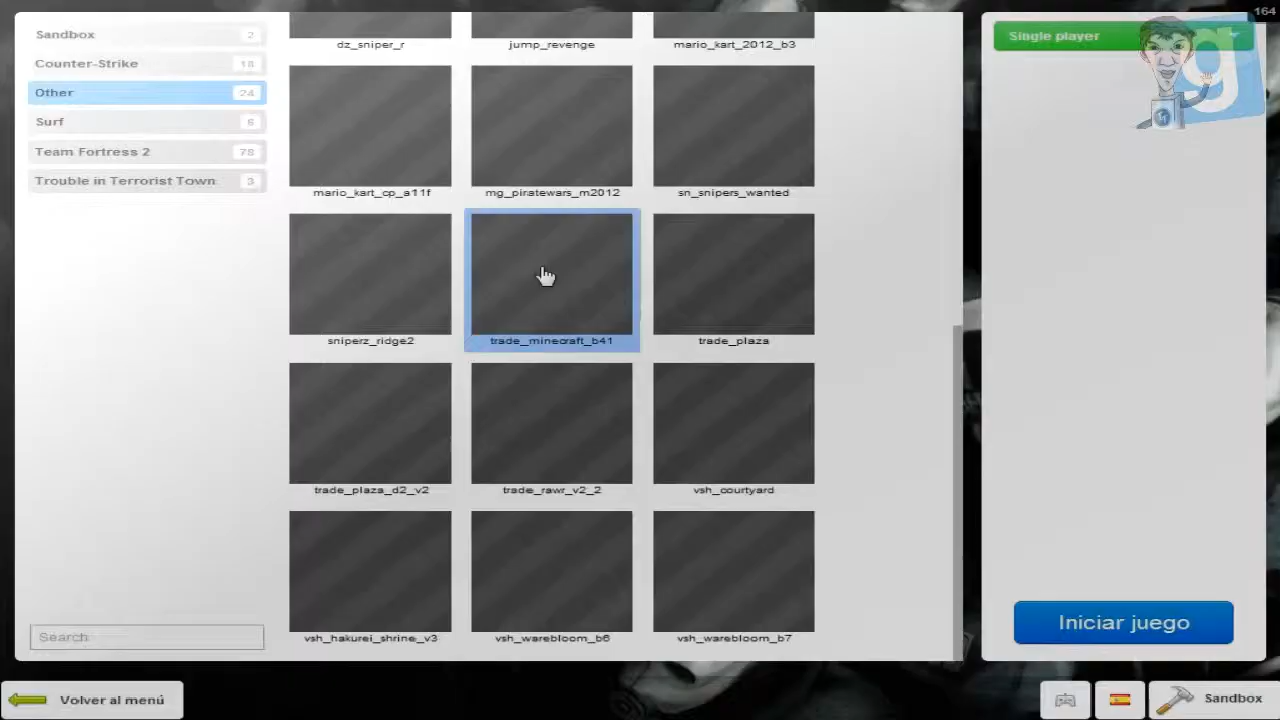 164
Sandbox 2
Counter-Strike 18
Other 24
Surf 6
Team Fortress 2 78
Trouble in Terrorist Town 3
dz_sniper_r jump_revenge mario_kart_2012_b3
mario_kart_cp_a11f mg_piratewars_m2012 sn_snipers_wanted
sniperz_ridge2 trade_minecraft_b41 trade_plaza
trade_plaza_d2_v2 trade_rawr_v2_2 vsh_courtyard
vsh_hakurei_shrine_v3 vsh_warebloom_b6 vsh_warebloom_b7
Search
Single player
g
Iniciar juego
Volver al menú
Sandbox